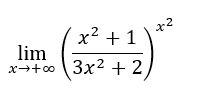 lim x→+∞ ((x² + 1)/(3x² + 2))^x²